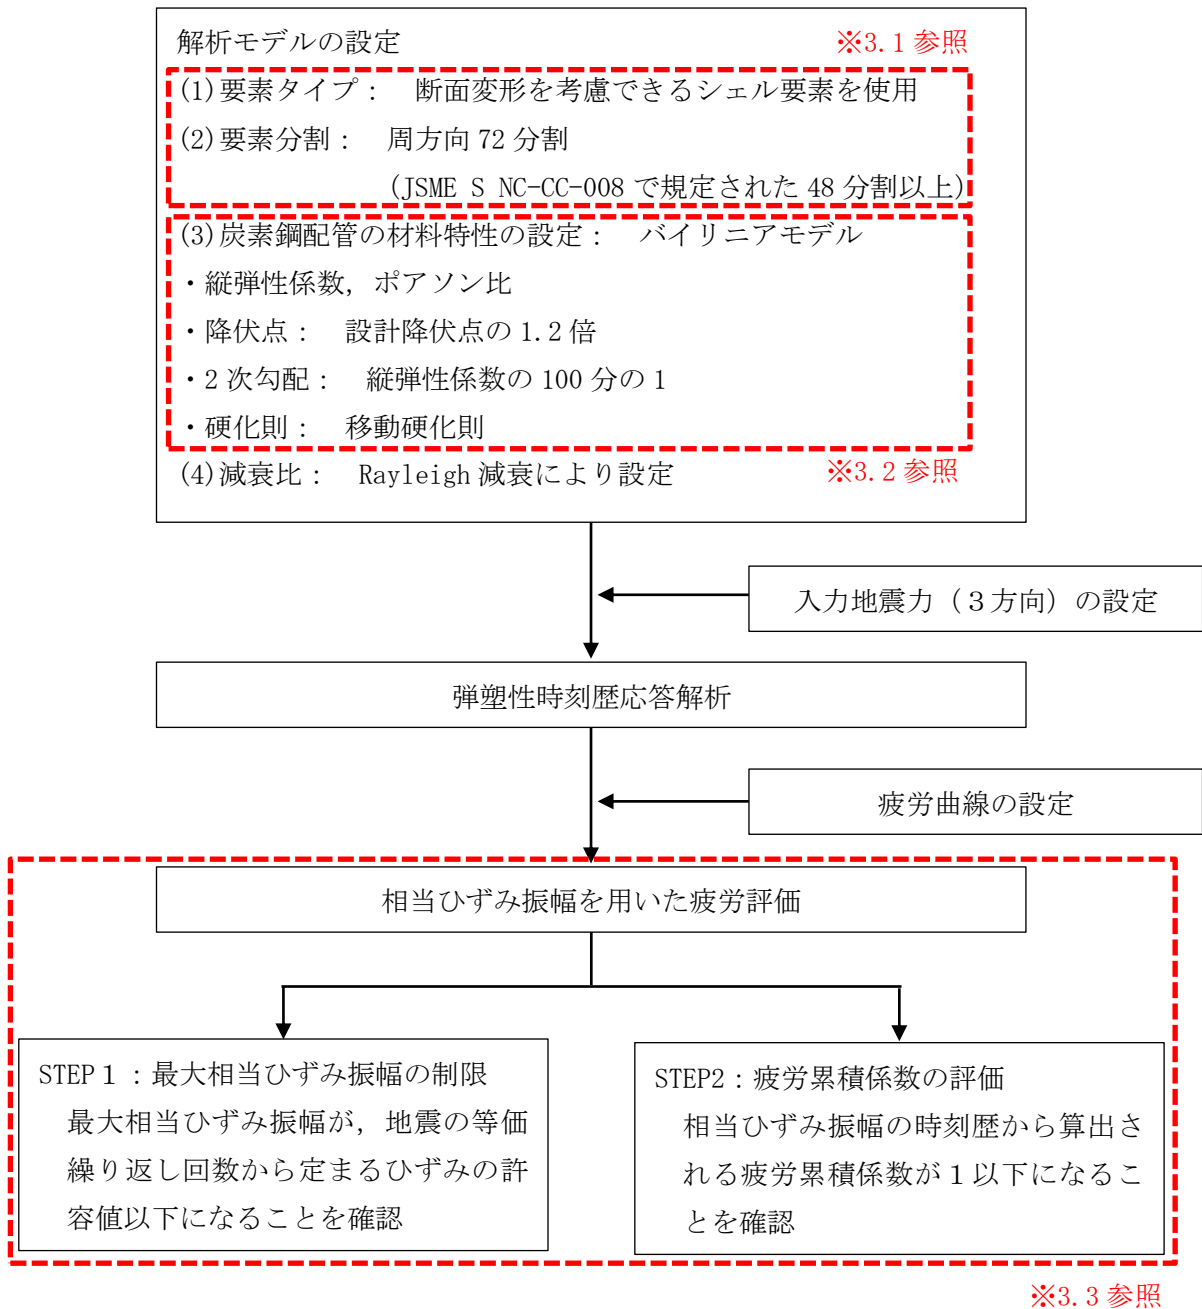 解析モデルの設定 ※3.1 参照
(1)要素タイプ： 断面変形を考慮できるシェル要素を使用
(2)要素分割： 周方向 72 分割
(JSME S NC-CC-008 で規定された 48 分割以上)
(3)炭素鋼配管の材料特性の設定： バイリニアモデル
・縦弾性係数，ポアソン比
・降伏点： 設計降伏点の 1.2 倍
・2 次勾配： 縦弾性係数の 100 分の 1
・硬化則： 移動硬化則
(4)減衰比： Rayleigh 減衰により設定 ※3.2 参照
入力地震力（３方向）の設定
弾塑性時刻歴応答解析
疲労曲線の設定
相当ひずみ振幅を用いた疲労評価
STEP１：最大相当ひずみ振幅の制限
最大相当ひずみ振幅が，地震の等価
繰り返し回数から定まるひずみの許
容値以下になることを確認
STEP2：疲労累積係数の評価
相当ひずみ振幅の時刻歴から算出さ
れる疲労累積係数が１以下になるこ
とを確認
※3.3 参照